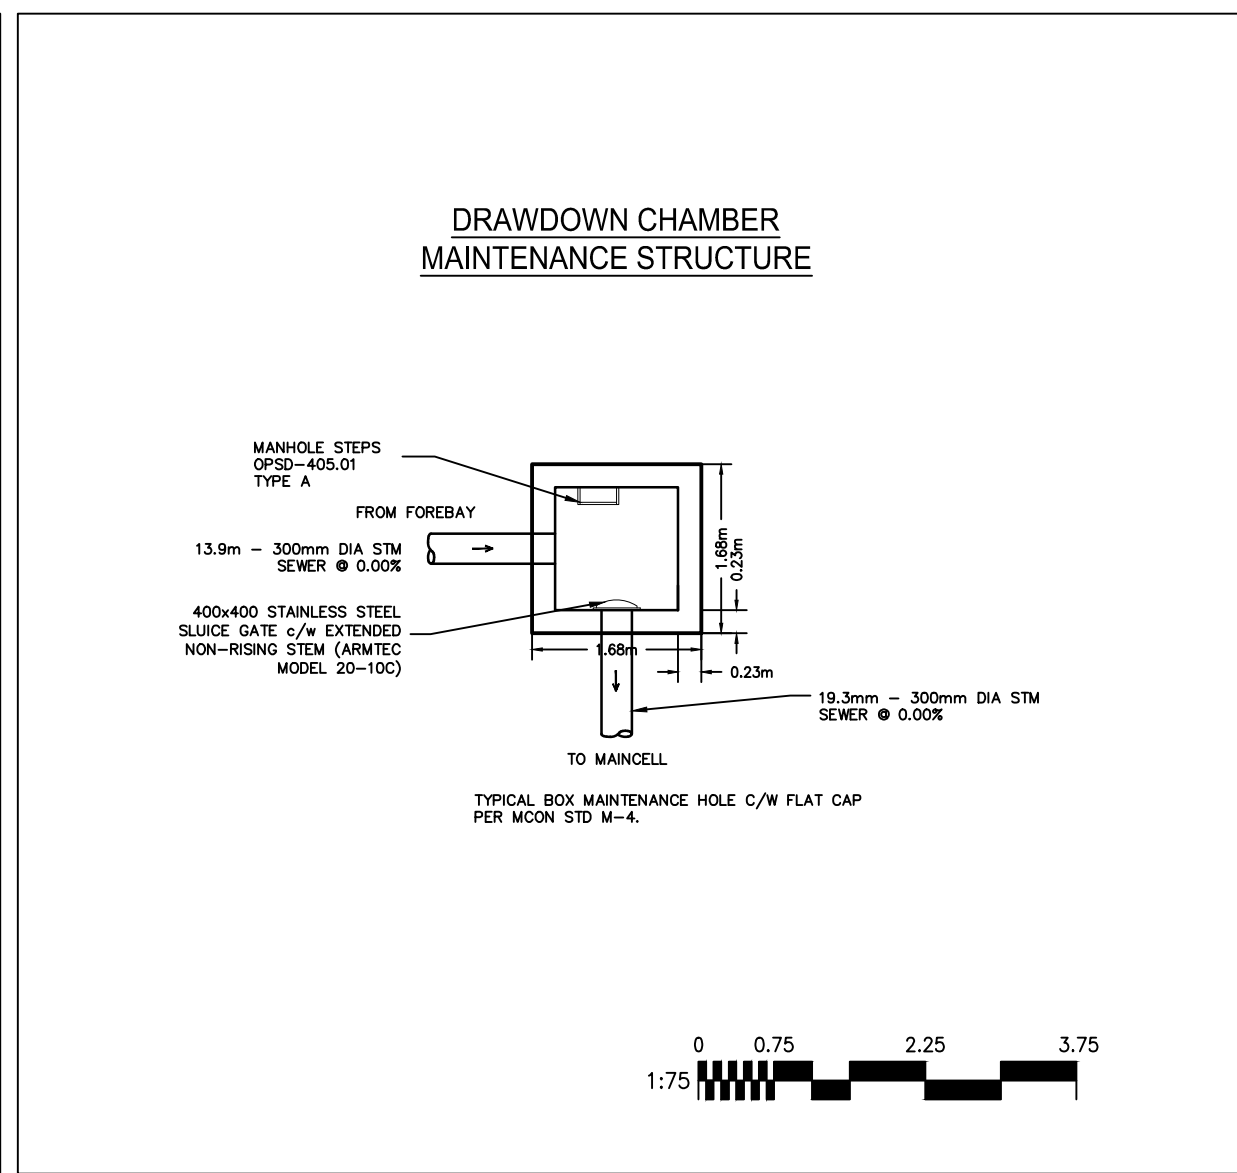 DRAWDOWN CHAMBER
MAINTENANCE STRUCTURE
MANHOLE STEPS
OPSD-405.01
TYPE A
FROM FOREBAY
13.9m - 300mm DIA STM
SEWER @ 0.00%
400x400 STAINLESS STEEL
SLUICE GATE c/w EXTENDED
NON-RISING STEM (ARMTEC
MODEL 20-10C)
1.68m
0.23m
1.68m
0.23m
19.3mm - 300mm DIA STM
SEWER @ 0.00%
TO MAINCELL
TYPICAL BOX MAINTENANCE HOLE C/W FLAT CAP
PER MCON STD M-4.
0 0.75 2.25 3.75
1:75